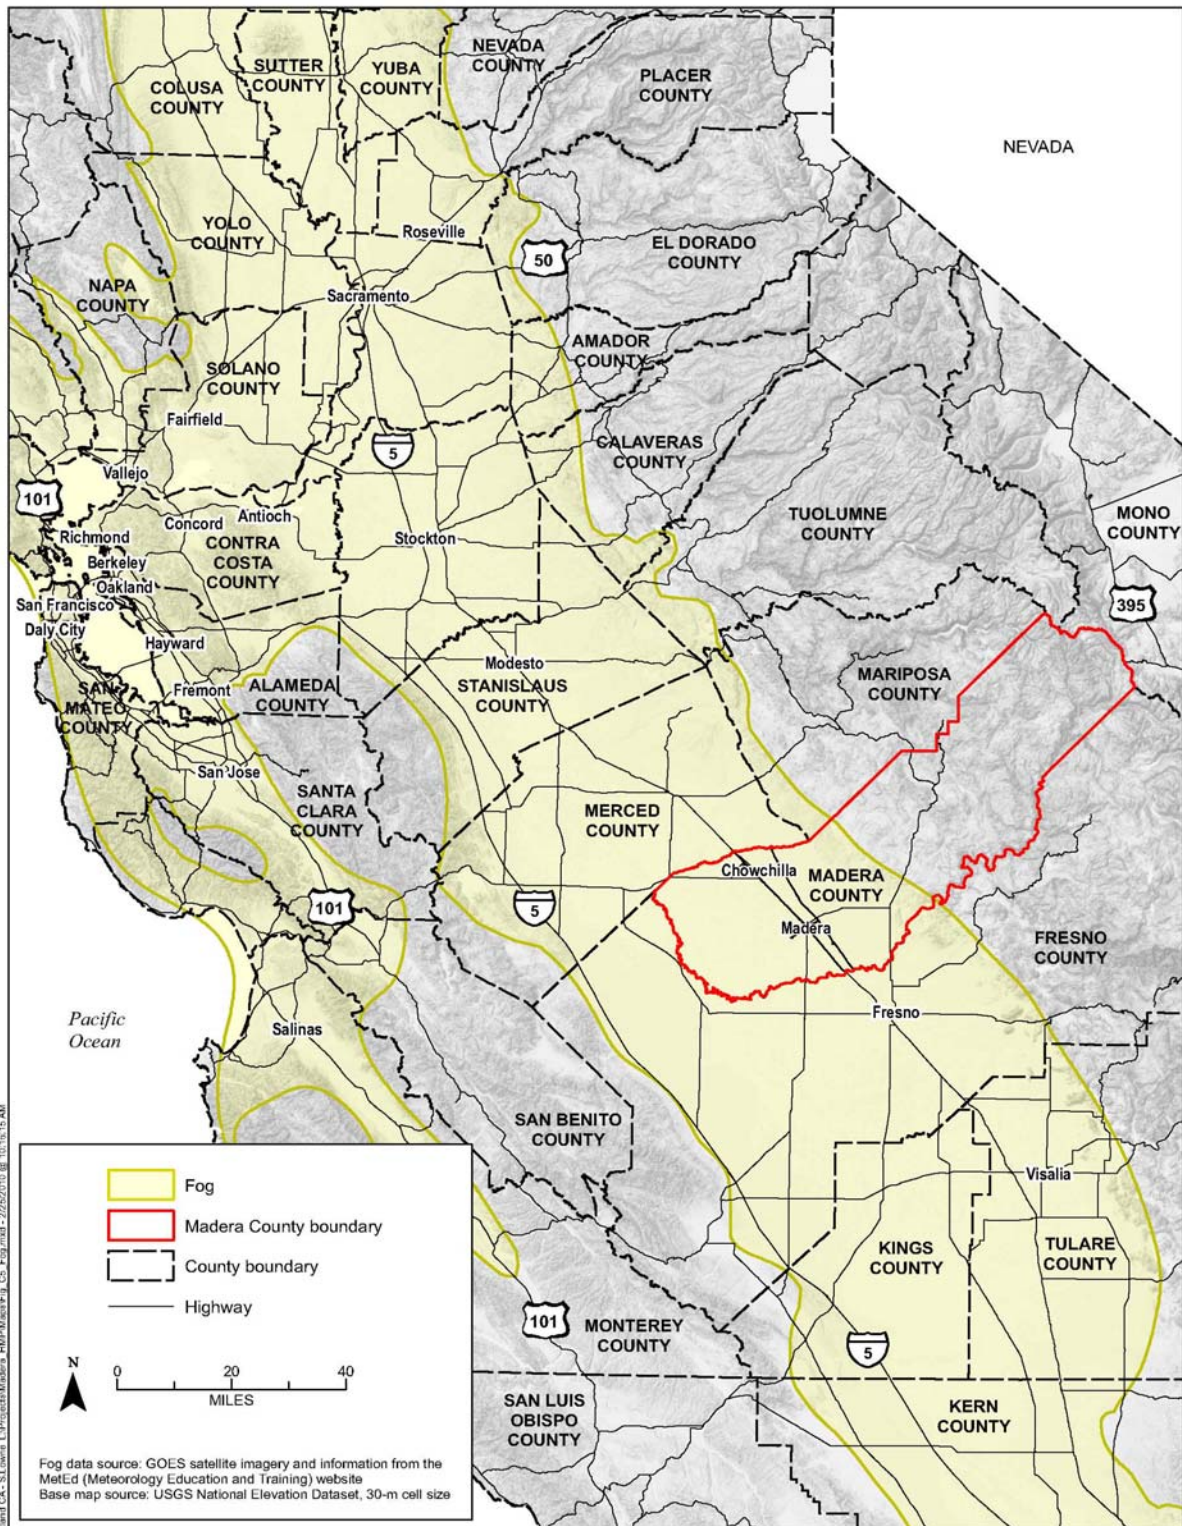 NEVADA
COUNTY
SUTTER
COUNTY
YUBA
COUNTY
PLACER
COUNTY
COLUSA
COUNTY
NEVADA
YOLO
COUNTY
Roseville
50
EL DORADO
COUNTY
NAPA
COUNTY
Sacramento
AMADOR
COUNTY
SOLANO
COUNTY
Fairfield
5
CALAVERAS
COUNTY
Vallejo
101
Concord
Antioch
TUOLUMNE
COUNTY
MONO
COUNTY
Richmond
CONTRA
COSTA
COUNTY
Stockton
Berkeley
Oakland
San Francisco
395
Daly City
Hayward
Modesto
STANISLAUS
COUNTY
MARIPOSA
COUNTY
Fremont
ALAMEDA
COUNTY
SAN
MATEO
COUNTY
San Jose
SANTA
CLARA
COUNTY
MERCED
COUNTY
Chowchilla
MADERA
COUNTY
101
5
Madera
FRESNO
COUNTY
Fresno
Pacific
Ocean
Salinas
SAN BENITO
COUNTY
Visalia
KINGS
COUNTY
TULARE
COUNTY
101
MONTEREY
COUNTY
5
SAN LUIS
OBISPO
COUNTY
KERN
COUNTY
Fog
Madera County boundary
County boundary
Highway
N
0 20 40
MILES
Fog data source: GOES satellite imagery and information from the
MetEd (Meteorology Education and Training) website
Base map source: USGS National Elevation Dataset, 30-m cell size